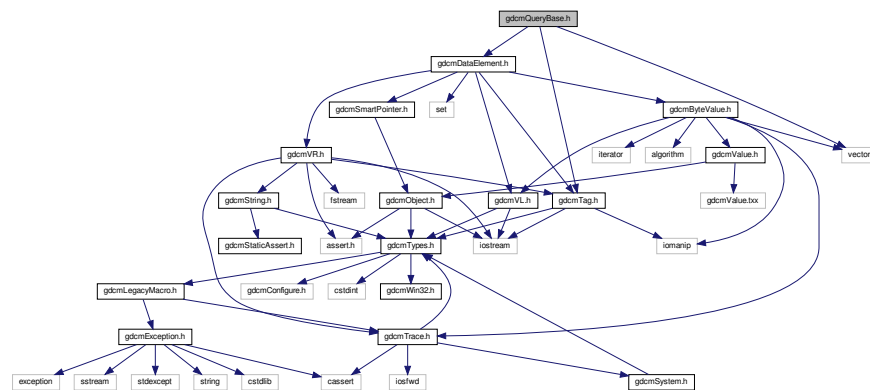 gdcmQueryBase.h
gdcmDataElement.h
gdcmSmartPointer.h
set
gdcmByteValue.h
gdcmVR.h
iterator
algorithm
gdcmValue.h
vector
gdcmString.h
fstream
gdcmObject.h
gdcmVL.h
gdcmTag.h
gdcmValue.txx
gdcmStaticAssert.h
assert.h
gdcmTypes.h
iostream
iomanip
gdcmLegacyMacro.h
gdcmConfigure.h
cstdint
gdcmWin32.h
gdcmException.h
gdcmTrace.h
exception
sstream
stdexcept
string
cstdlib
cassert
iosfwd
gdcmSystem.h